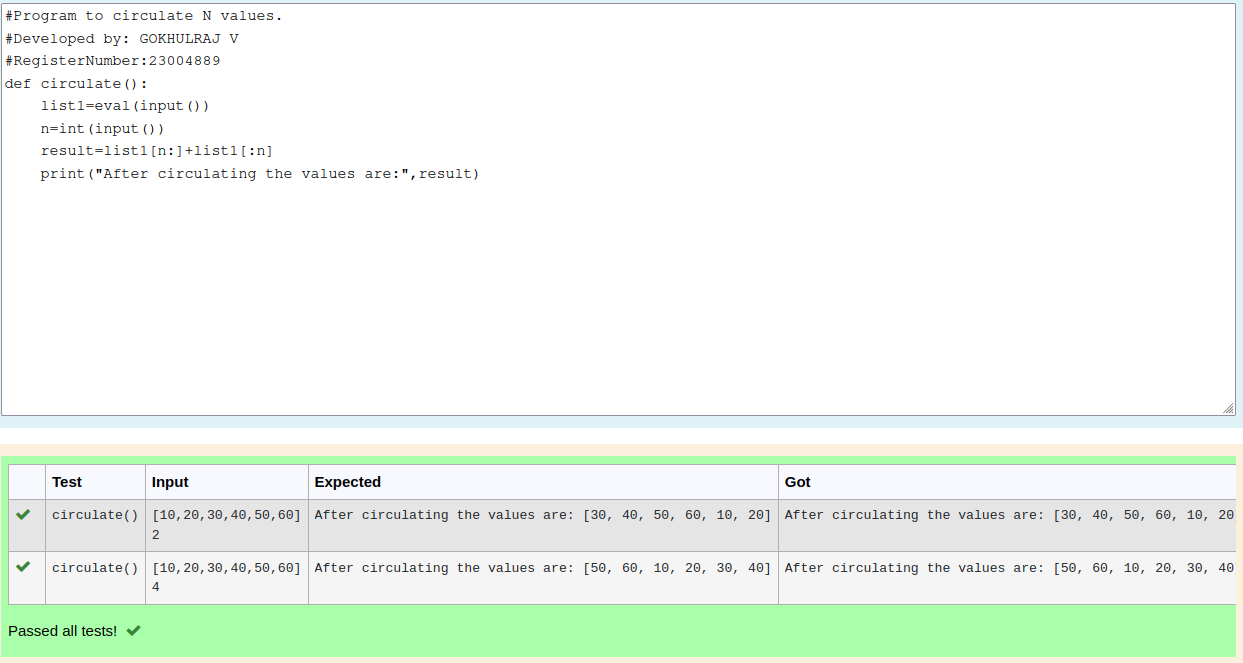 #Program to circulate N values.
#Developed by: GOKHULRAJ V
#RegisterNumber:23004889
def circulate():
    list1=eval(input())
    n=int(input())
    result=list1[n:]+list1[:n]
    print("After circulating the values are:",result)
Test Input Expected Got
circulate() [10,20,30,40,50,60] After circulating the values are: [30, 40, 50, 60, 10, 20] After circulating the values are: [30, 40, 50, 60, 10, 20
2
circulate() [10,20,30,40,50,60] After circulating the values are: [50, 60, 10, 20, 30, 40] After circulating the values are: [50, 60, 10, 20, 30, 40
4
Passed all tests!